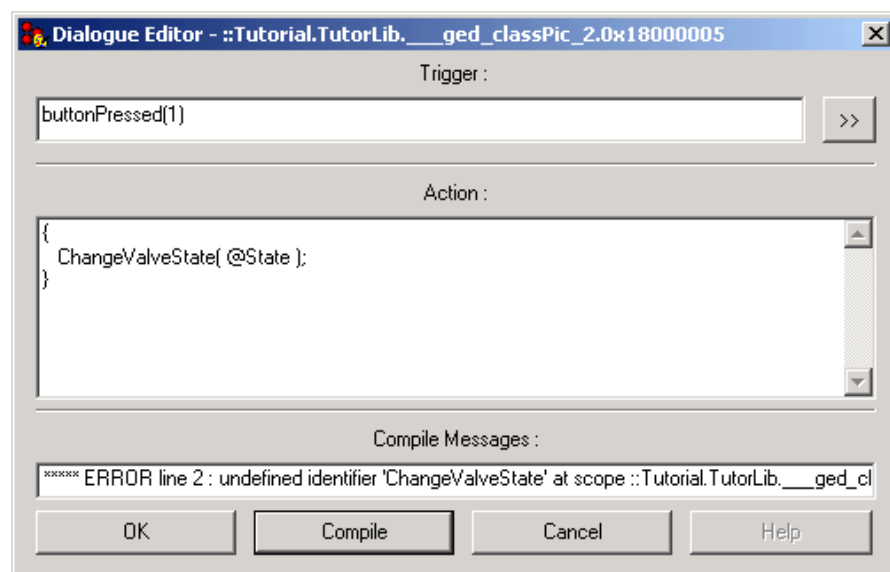 Dialogue Editor - ::Tutorial.TutorLib.___ged_classPic_2.0x18000005
Trigger :
buttonPressed(1)
>>
Action :
{
ChangeValveState( @State );
}
Compile Messages :
***** ERROR line 2 : undefined identifier 'ChangeValveState' at scope ::Tutorial.TutorLib.___ged_cl
OK
Compile
Cancel
Help